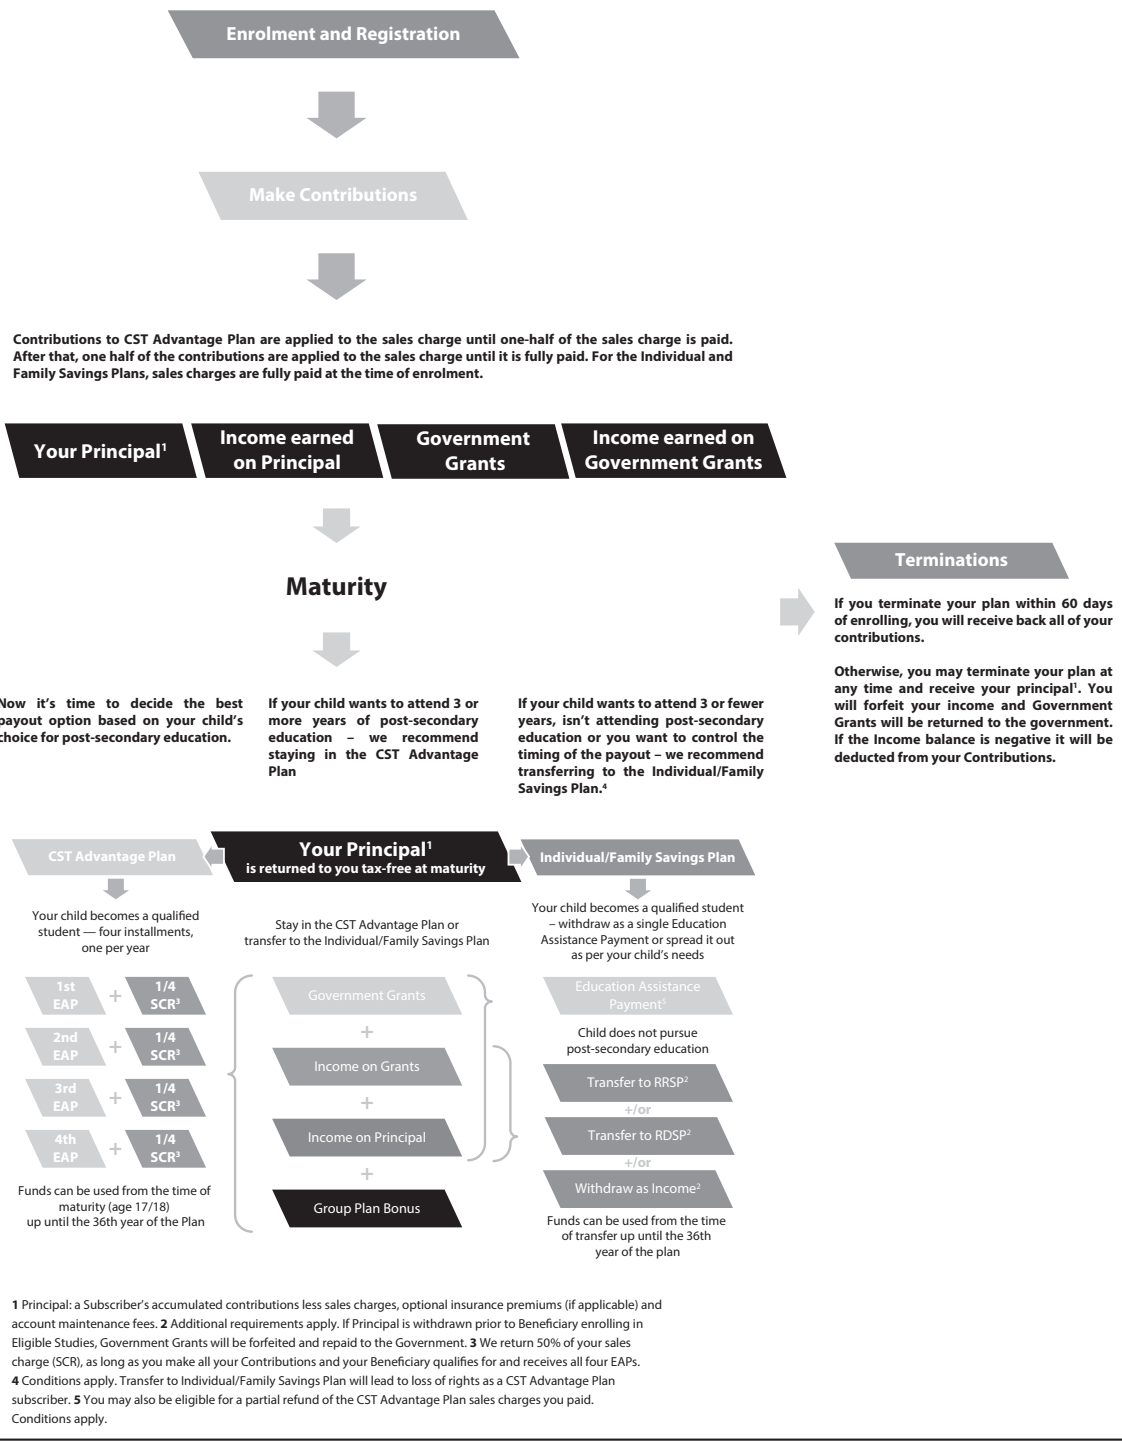 Enrolment and Registration
Make Contributions
Contributions to CST Advantage Plan are applied to the sales charge until one-half of the sales charge is paid.
After that, one half of the contributions are applied to the sales charge until it is fully paid. For the Individual and
Family Savings Plans, sales charges are fully paid at the time of enrolment.
Your Principal¹
Income earned
on Principal
Government
Grants
Income earned on
Government Grants
Maturity
Terminations
If you terminate your plan within 60 days
of enrolling, you will receive back all of your
contributions.
Otherwise, you may terminate your plan at
any time and receive your principal¹. You
will forfeit your income and Government
Grants will be returned to the government.
If the Income balance is negative it will be
deducted from your Contributions.
Now it's time to decide the best
payout option based on your child's
choice for post-secondary education.
If your child wants to attend 3 or
more years of post-secondary
education – we recommend
staying in the CST Advantage
Plan
If your child wants to attend 3 or fewer
years, isn't attending post-secondary
education or you want to control the
timing of the payout – we recommend
transferring to the Individual/Family
Savings Plan.⁴
CST Advantage Plan
Your Principal¹
is returned to you tax-free at maturity
Individual/Family Savings Plan
Your child becomes a qualified
student — four installments,
one per year
Stay in the CST Advantage Plan or
transfer to the Individual/Family Savings Plan
Your child becomes a qualified student
– withdraw as a single Education
Assistance Payment or spread it out
as per your child's needs
1st
EAP
+
1/4
SCR³
2nd
EAP
+
1/4
SCR³
3rd
EAP
+
1/4
SCR³
4th
EAP
+
1/4
SCR³
Funds can be used from the time of
maturity (age 17/18)
up until the 36th year of the Plan
Government Grants
+
Income on Grants
+
Income on Principal
+
Group Plan Bonus
Education Assistance
Payment⁵
Child does not pursue
post-secondary education
Transfer to RRSP²
+/or
Transfer to RDSP²
+/or
Withdraw as Income²
Funds can be used from the time
of transfer up until the 36th
year of the plan
1 Principal: a Subscriber's accumulated contributions less sales charges, optional insurance premiums (if applicable) and
account maintenance fees. 2 Additional requirements apply. If Principal is withdrawn prior to Beneficiary enrolling in
Eligible Studies, Government Grants will be forfeited and repaid to the Government. 3 We return 50% of your sales
charge (SCR), as long as you make all your Contributions and your Beneficiary qualifies for and receives all four EAPs.
4 Conditions apply. Transfer to Individual/Family Savings Plan will lead to loss of rights as a CST Advantage Plan
subscriber. 5 You may also be eligible for a partial refund of the CST Advantage Plan sales charges you paid.
Conditions apply.